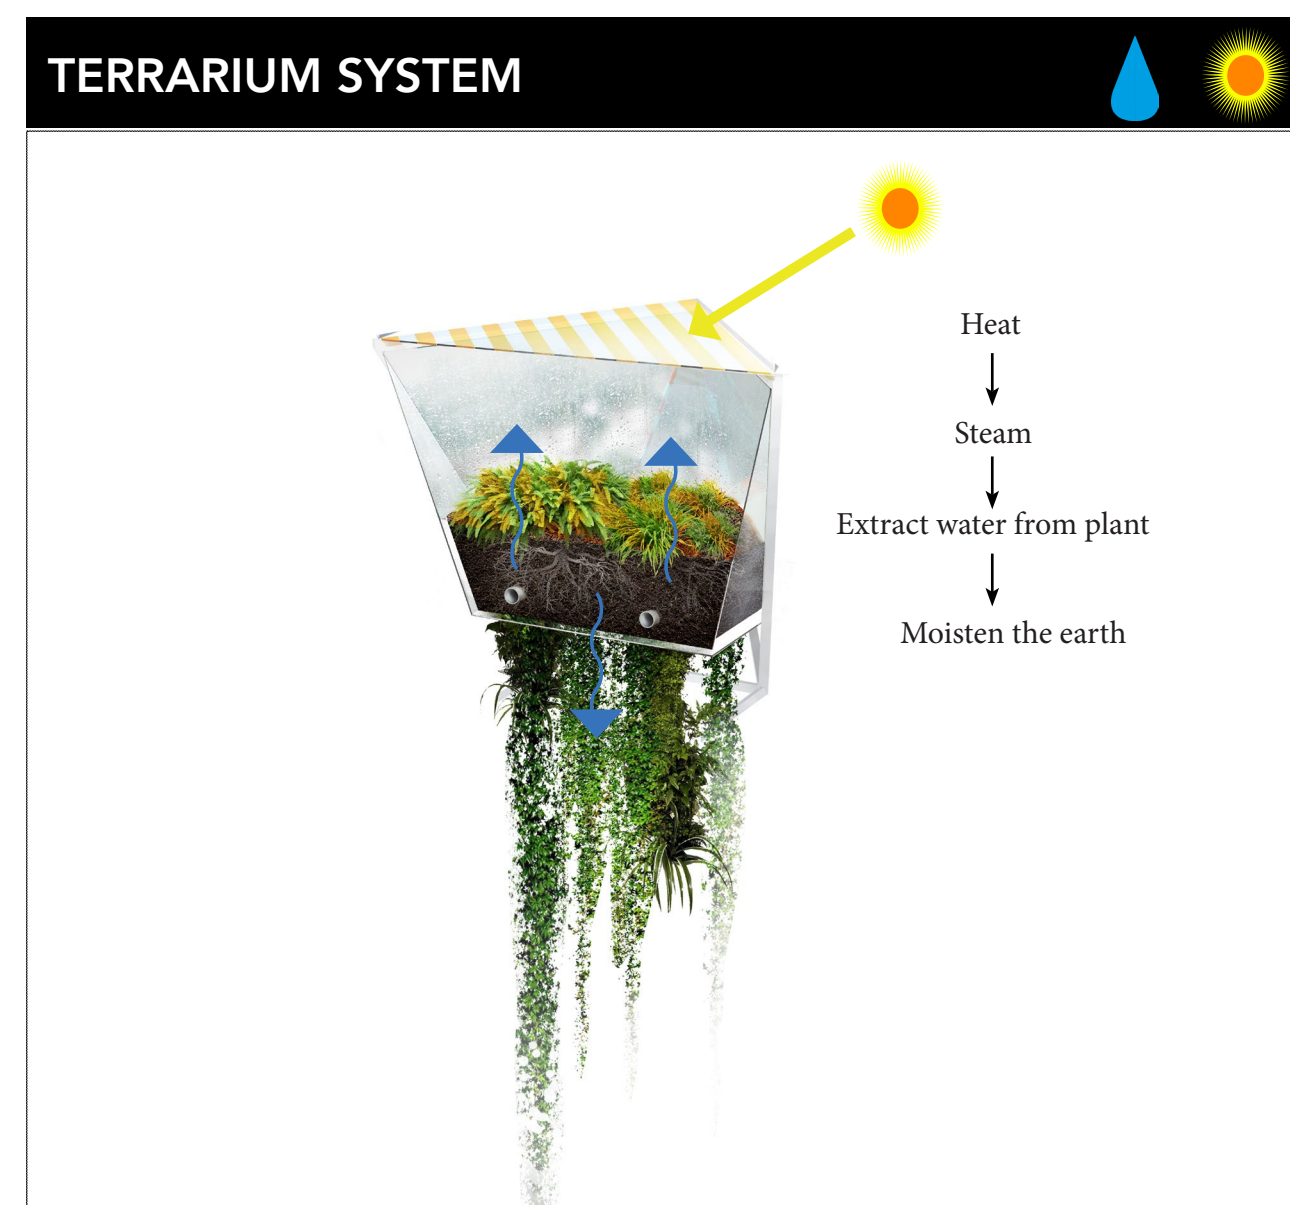 TERRARIUM SYSTEM
Heat
Steam
Extract water from plant
Moisten the earth